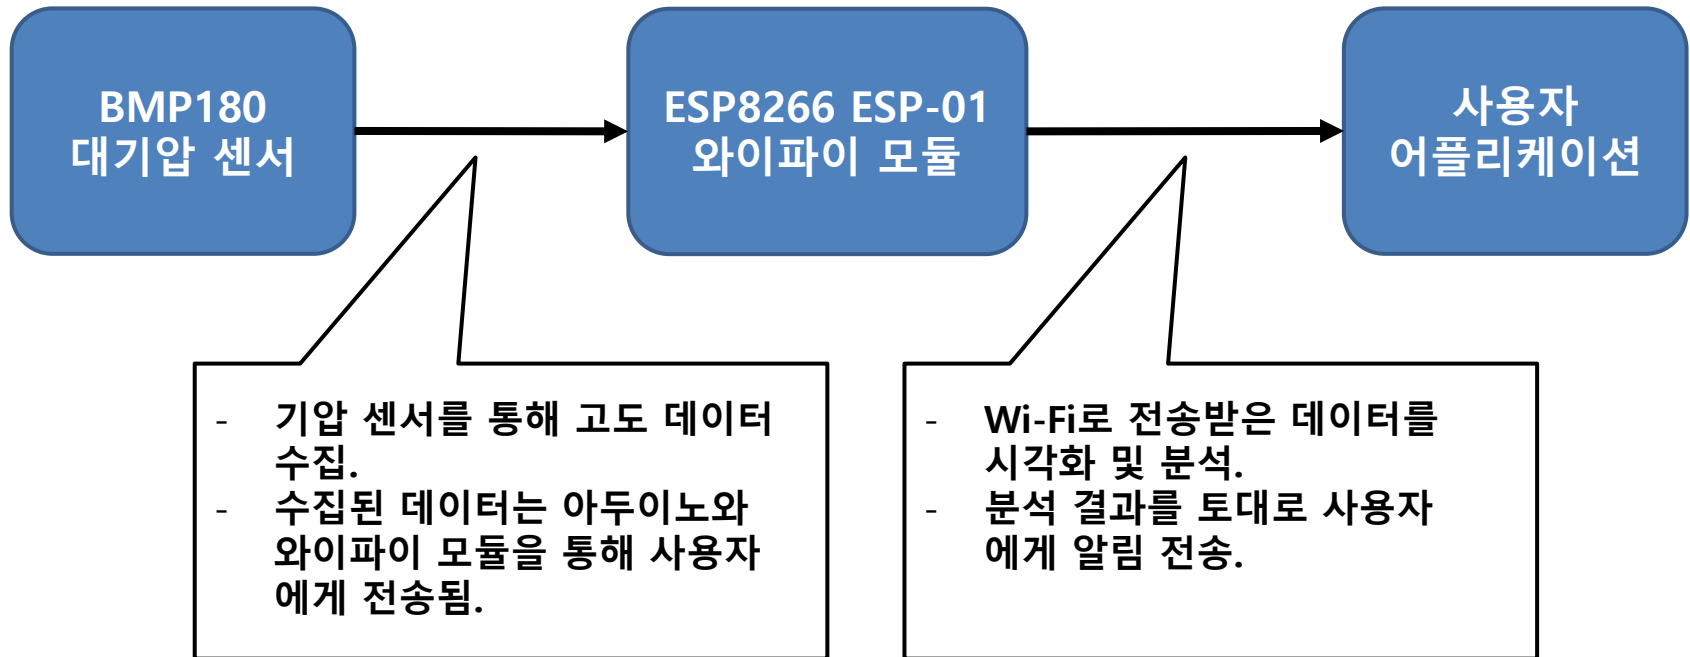 BMP180
대기압 센서
ESP8266 ESP-01
와이파이 모듈
사용자
어플리케이션
- 기압 센서를 통해 고도 데이터
수집.
- 수집된 데이터는 아두이노와
와이파이 모듈을 통해 사용자
에게 전송됨.
- Wi-Fi로 전송받은 데이터를
시각화 및 분석.
- 분석 결과를 토대로 사용자
에게 알림 전송.